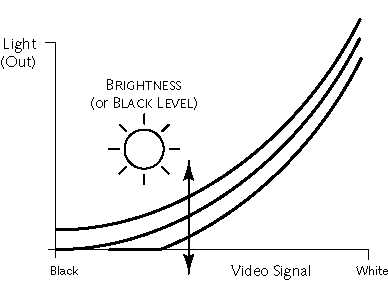 Light
(Out)
BRIGHTNESS
(or BLACK LEVEL)
Black
Video Signal
White